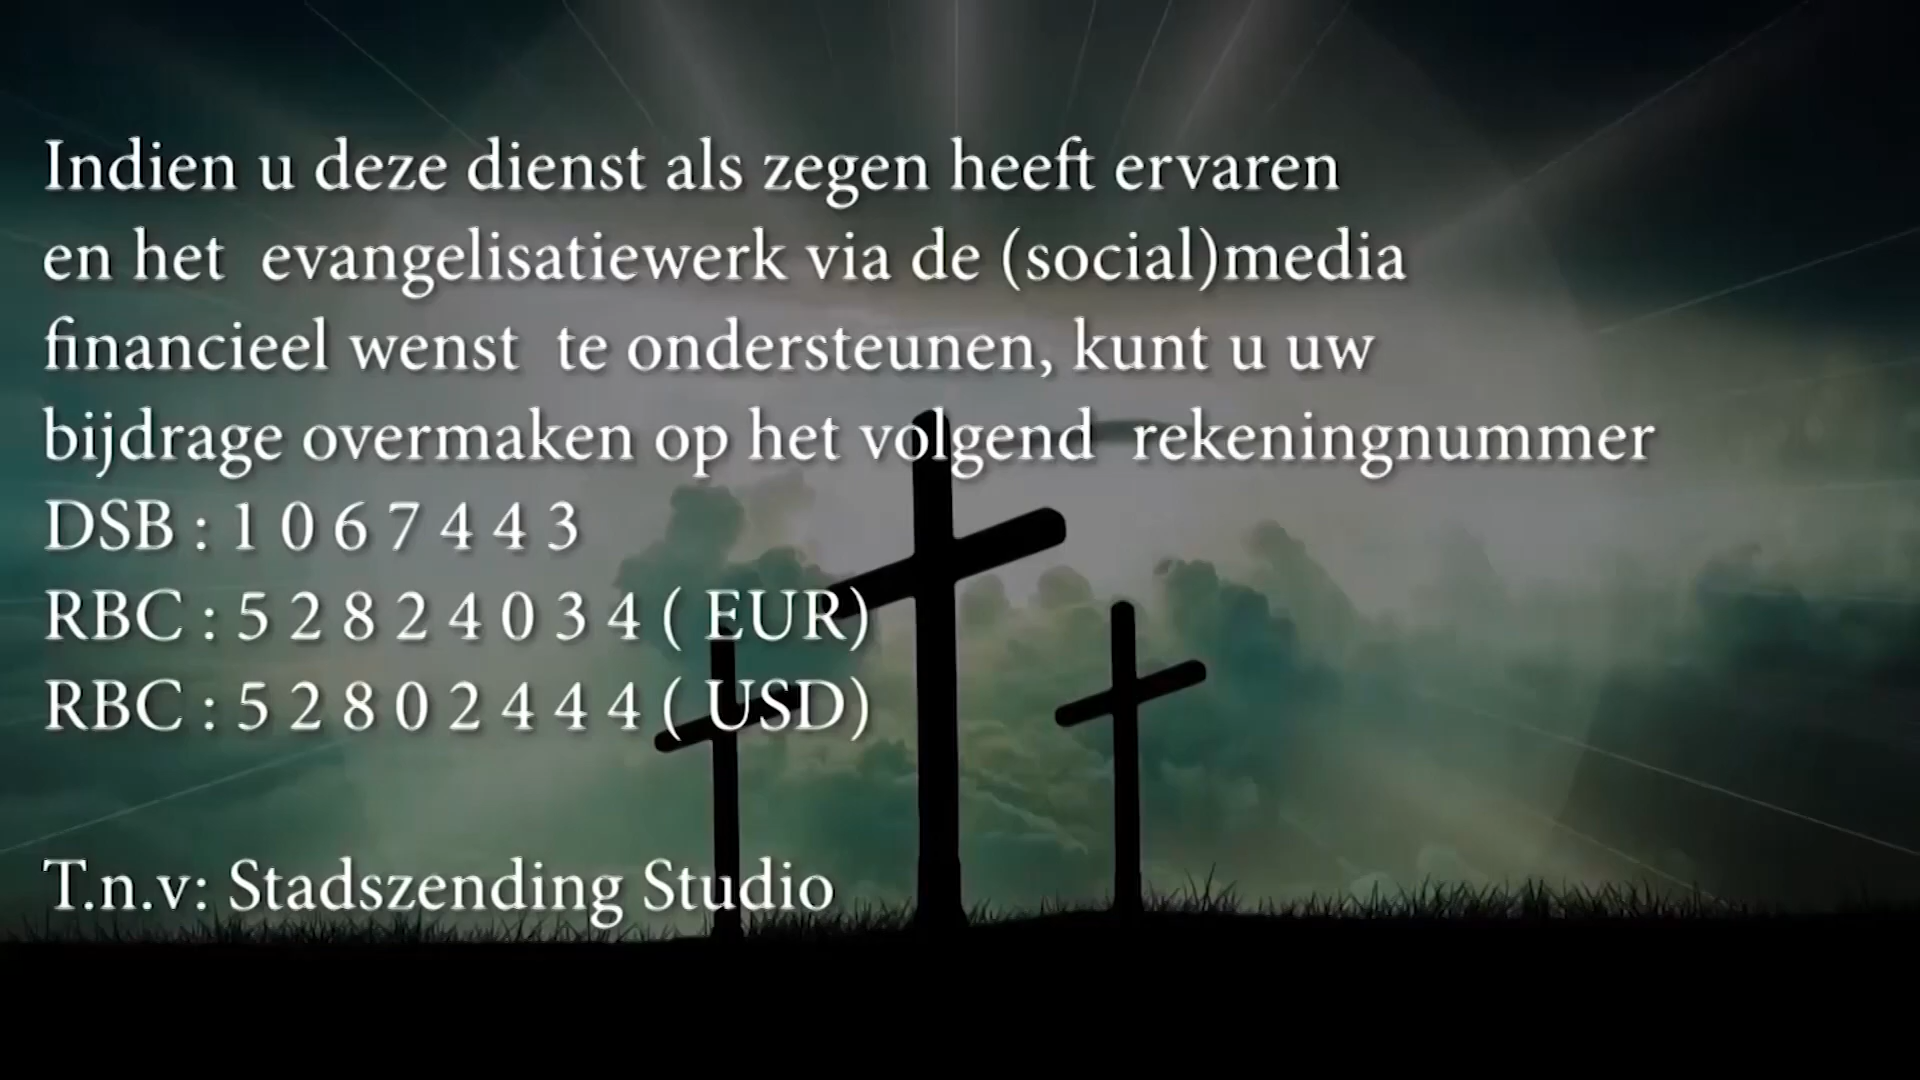 Indien u deze dienst als zegen heeft ervaren
en het evangelisatiewerk via de (social)media
financieel wenst te ondersteunen, kunt u uw
bijdrage overmaken op het volgend rekeningnummer
DSB : 1 0 6 7 4 4 3
RBC : 5 2 8 2 4 0 3 4 ( EUR)
RBC : 5 2 8 0 2 4 4 4 ( USD)
T.n.v: Stadszending Studio